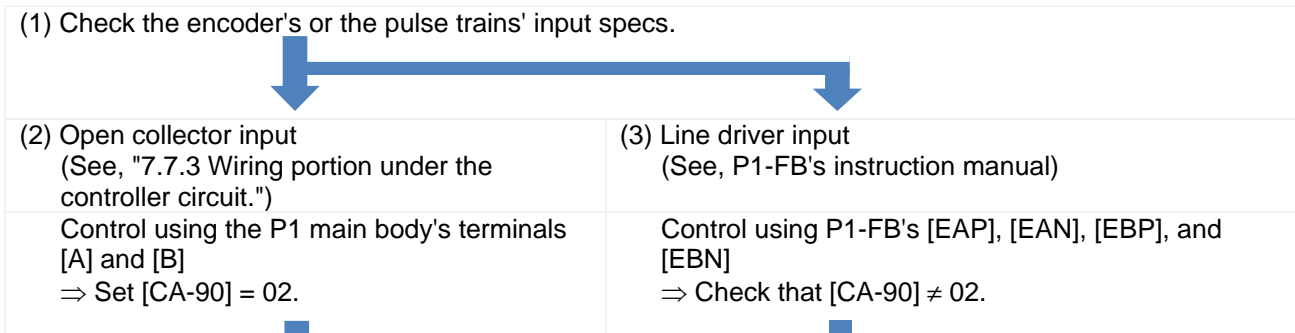 (1) Check the encoder's or the pulse trains' input specs.
(2) Open collector input
(See, "7.7.3 Wiring portion under the
controller circuit.")
(3) Line driver input
(See, P1-FB's instruction manual)
Control using the P1 main body's terminals
[A] and [B]
⇒ Set [CA-90] = 02.
Control using P1-FB's [EAP], [EAN], [EBP], and
[EBN]
⇒ Check that [CA-90] ≠ 02.